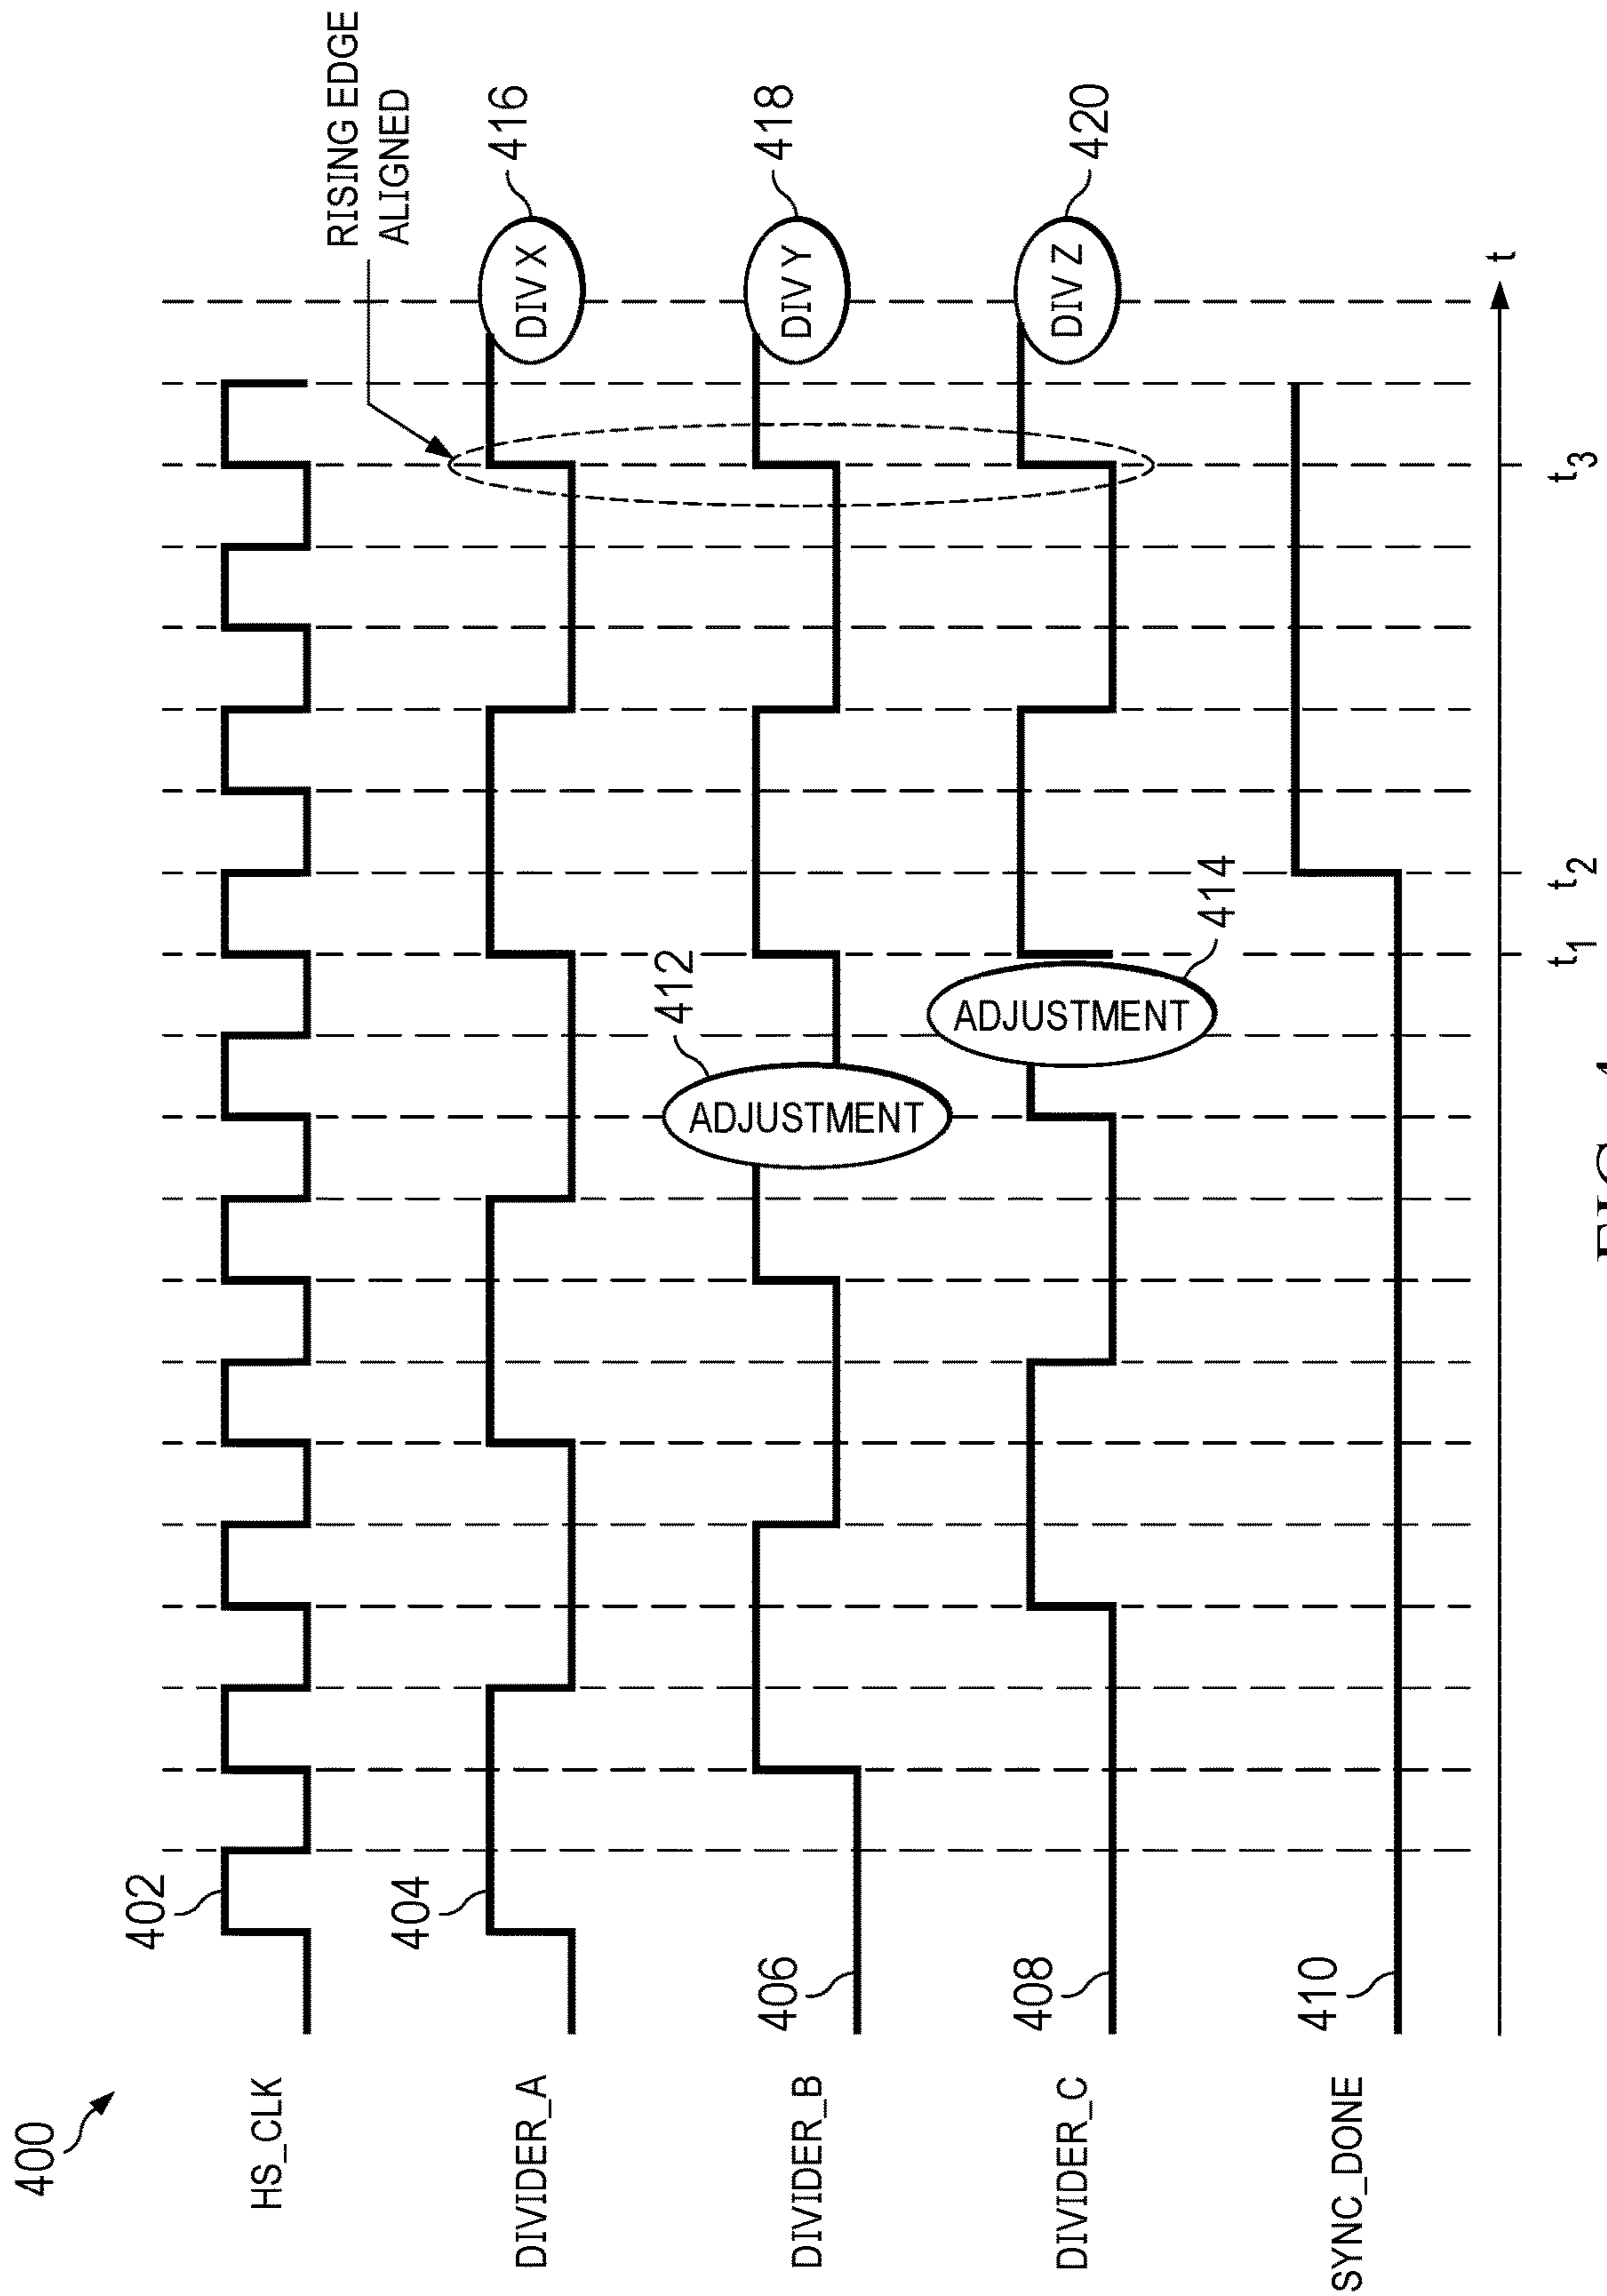 400
HS_CLK
402
RISING EDGE
ALIGNED
DIVIDER_A
404
DIV X
416
DIVIDER_B
406
412
ADJUSTMENT
DIV Y
418
DIVIDER_C
408
ADJUSTMENT
414
DIV Z
420
SYNC_DONE
410
t
t1
t2
t3